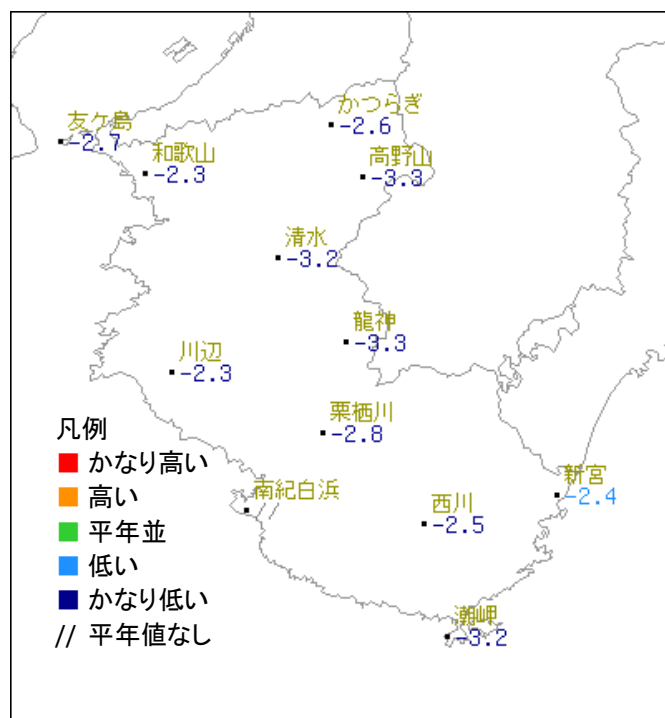 かつらぎ
-2.6
友ケ島
-2.7
和歌山
-2.3
高野山
-3.3
清水
-3.2
龍神
-3.3
川辺
-2.3
栗栖川
-2.8
凡例
かなり高い
高い
平年並
低い
かなり低い
// 平年値なし
南紀白浜
//
西川
-2.5
新宮
-2.4
潮岬
-3.2